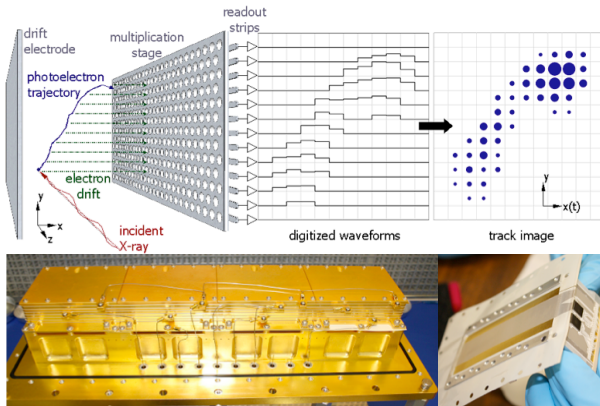 drift
electrode
multiplication
stage
readout
strips
photoelectron
trajectory
electron
drift
y
x
z
incident
X-ray
digitized waveforms
y
x(t)
track image